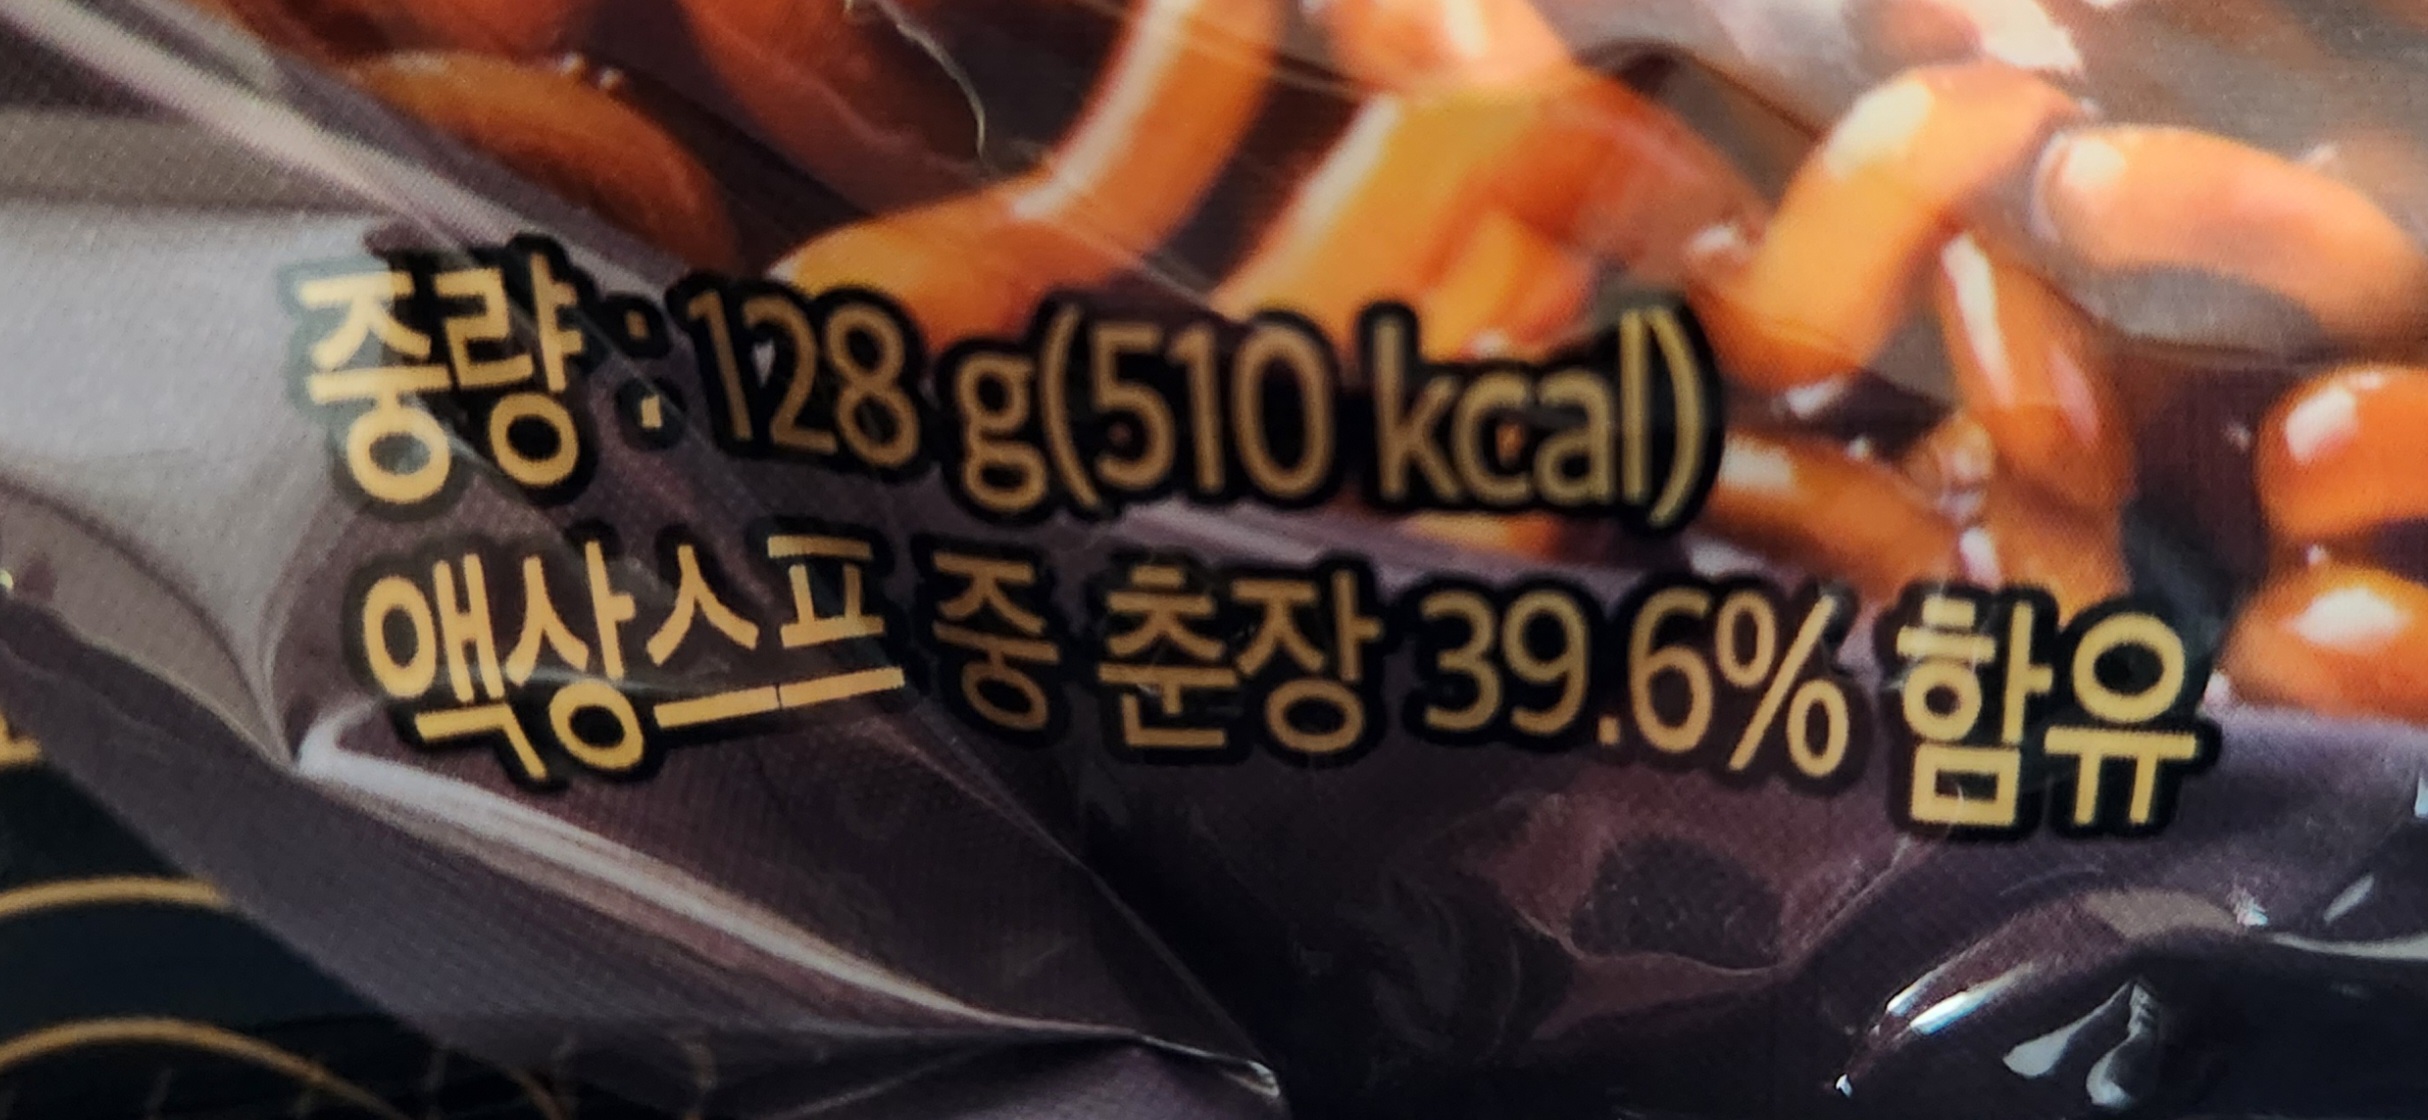 중량 : 128 g(510 kcal)
액상스프 중 춘장 39.6% 함유